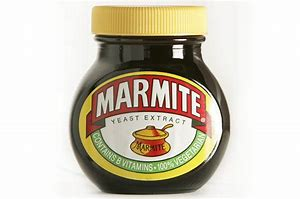 MARMITE
YEAST EXTRACT
MARMITE
CONTAINS B VITAMINS • 100% VEGETARIAN